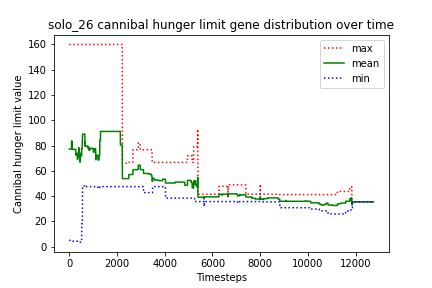 solo_26 cannibal hunger limit gene distribution over time
Cannibal hunger limit value
160
140
120
100
80
60
40
20
0
max
mean
min
0
2000
4000
6000
8000
10000
12000
Timesteps